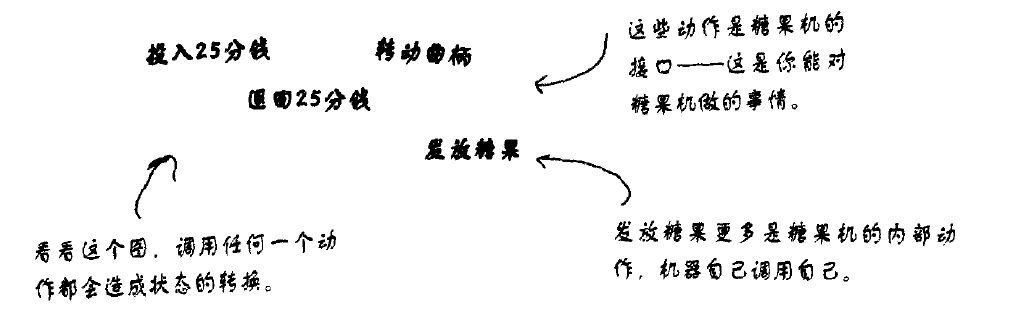 投入25分钱
转动曲柄
退回25分钱
发放糖果
这些动作是糖果机的
接口——这是你能对
糖果机做的事情。
看看这个图，调用任何一个动
作都会造成状态的转换。
发放糖果更多是糖果机的内部动
作，机器自己调用自己。